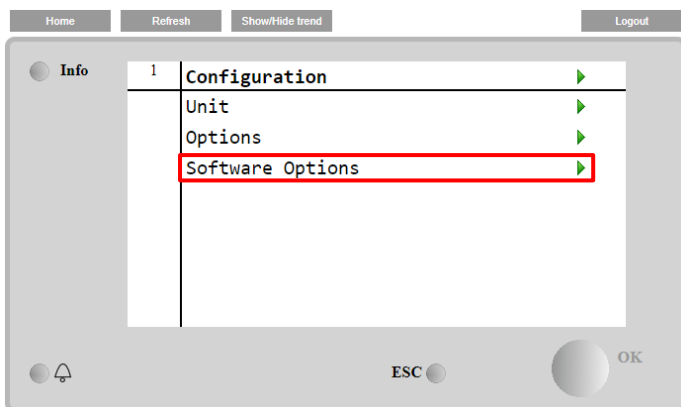 Home Refresh Show/Hide trend Logout
Info
1 Configuration
Unit
Options
Software Options
ESC
OK